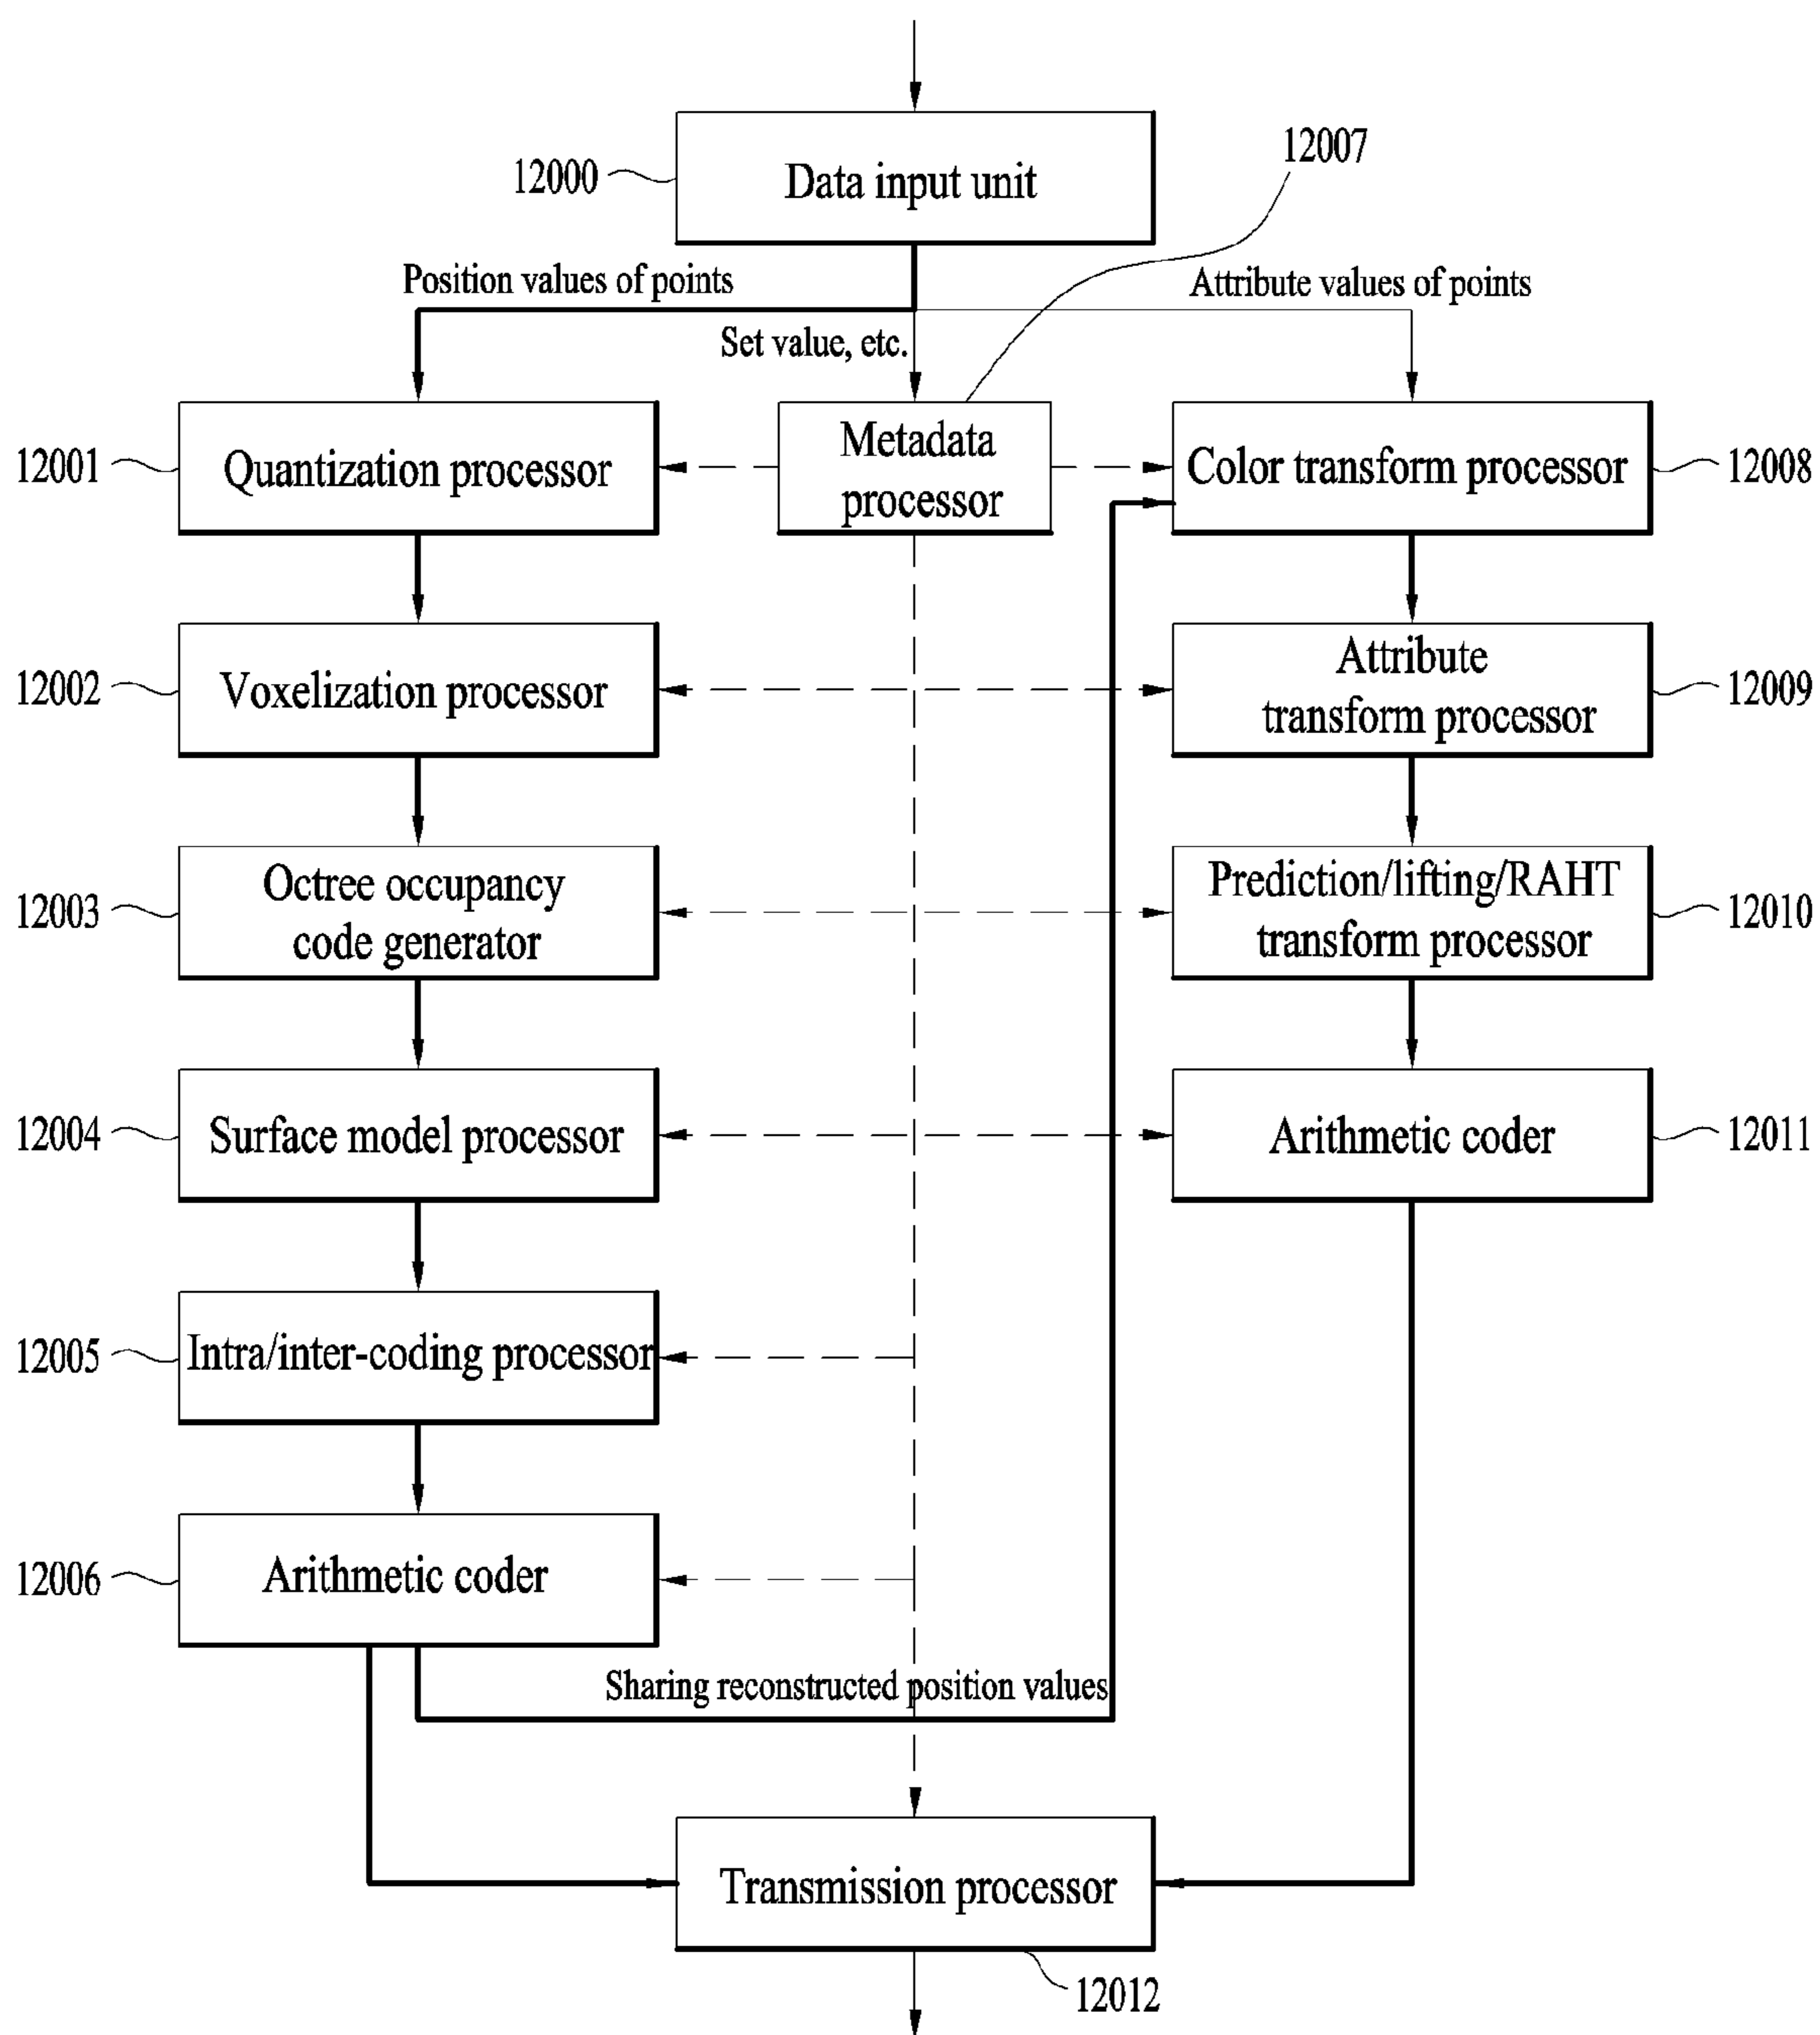 12000
Data input unit
12007
Position values of points
Set value, etc.
Attribute values of points
12001
Quantization processor
Metadata
processor
Color transform processor
12008
12002
Voxelization processor
Attribute
transform processor
12009
12003
Octree occupancy
code generator
Prediction/lifting/RAHT
transform processor
12010
12004
Surface model processor
Arithmetic coder
12011
12005
Intra/inter-coding processor
12006
Arithmetic coder
Sharing reconstructed position values
Transmission processor
12012